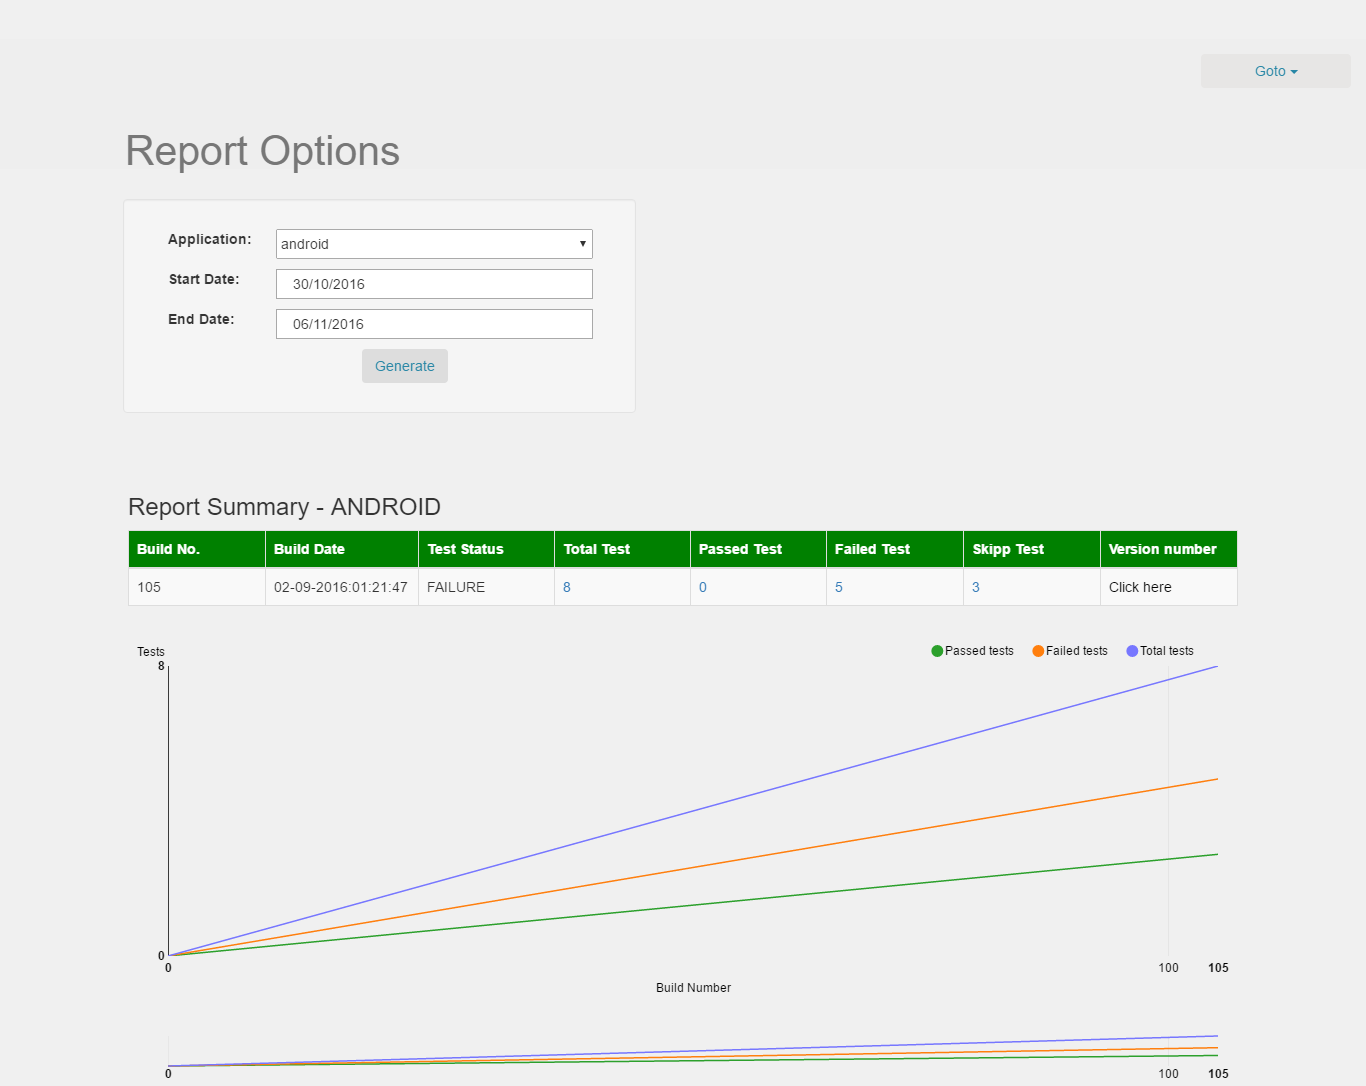 Goto
Report Options
Application: android
Start Date: 30/10/2016
End Date: 06/11/2016
Generate
Report Summary - ANDROID
Build No. Build Date Test Status Total Test Passed Test Failed Test Skipp Test Version number
105 02-09-2016:01:21:47 FAILURE 8 0 5 3 Click here
Tests Passed tests Failed tests Total tests
8
0
0 100 105
Build Number
0 100 105